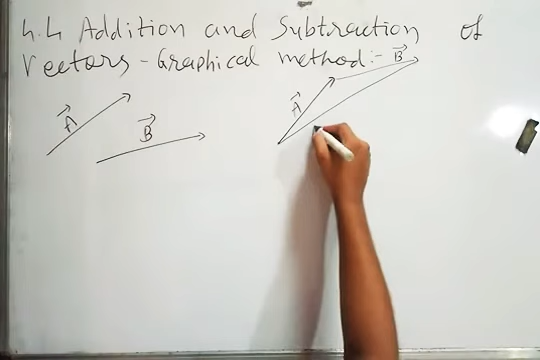 4.4 Addition and Subtraction of
Vectors - Graphical method:-
A⃗
B⃗
A⃗
B⃗